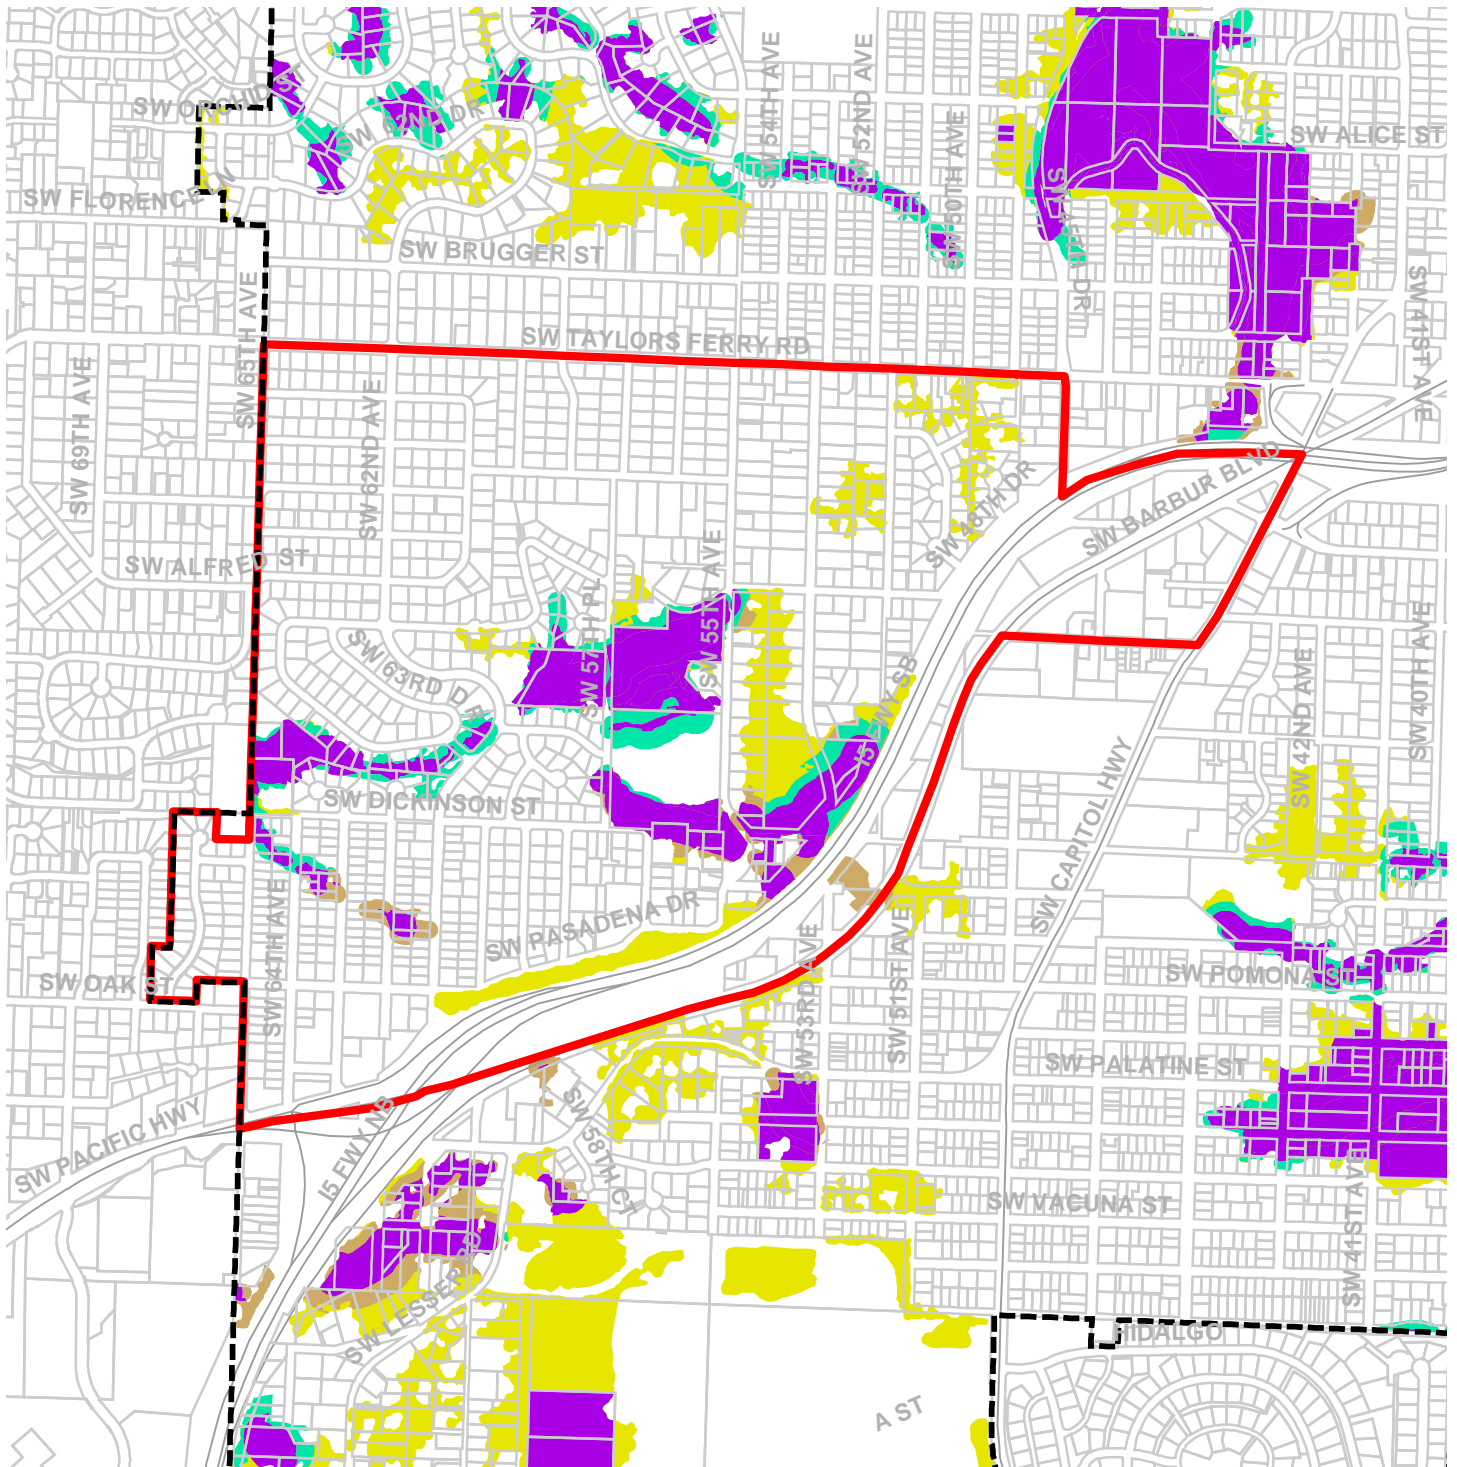 SW ORCHID ST
SW 62ND DR
SW 54TH AVE
SW 52ND AVE
SW 50TH AVE
SW ALICE ST
SW FLORENCE LN
SW BRUGGER ST
DR
SW 65TH AVE
SW TAYLORS FERRY RD
SW 41ST AVE
SW 69TH AVE
SW 62ND AVE
SW 48TH DR
SW BARBUR BLVD
SW ALFRED ST
SW 57TH PL
SW 55TH AVE
SW 63RD DR
I5 FWY SB
SW 42ND AVE
SW 40TH AVE
SW DICKINSON ST
SW CAPITOL HWY
SW PASADENA DR
SW 64TH AVE
SW OAK ST
SW 53RD AVE
SW 51ST AVE
SW POMONA ST
SW PALATINE ST
SW PACIFIC HWY
I5 FWY NB
SW 58TH CT
SW VACUNA ST
SW 41ST AVE
SW LESSER RD
HIDALGO
A ST